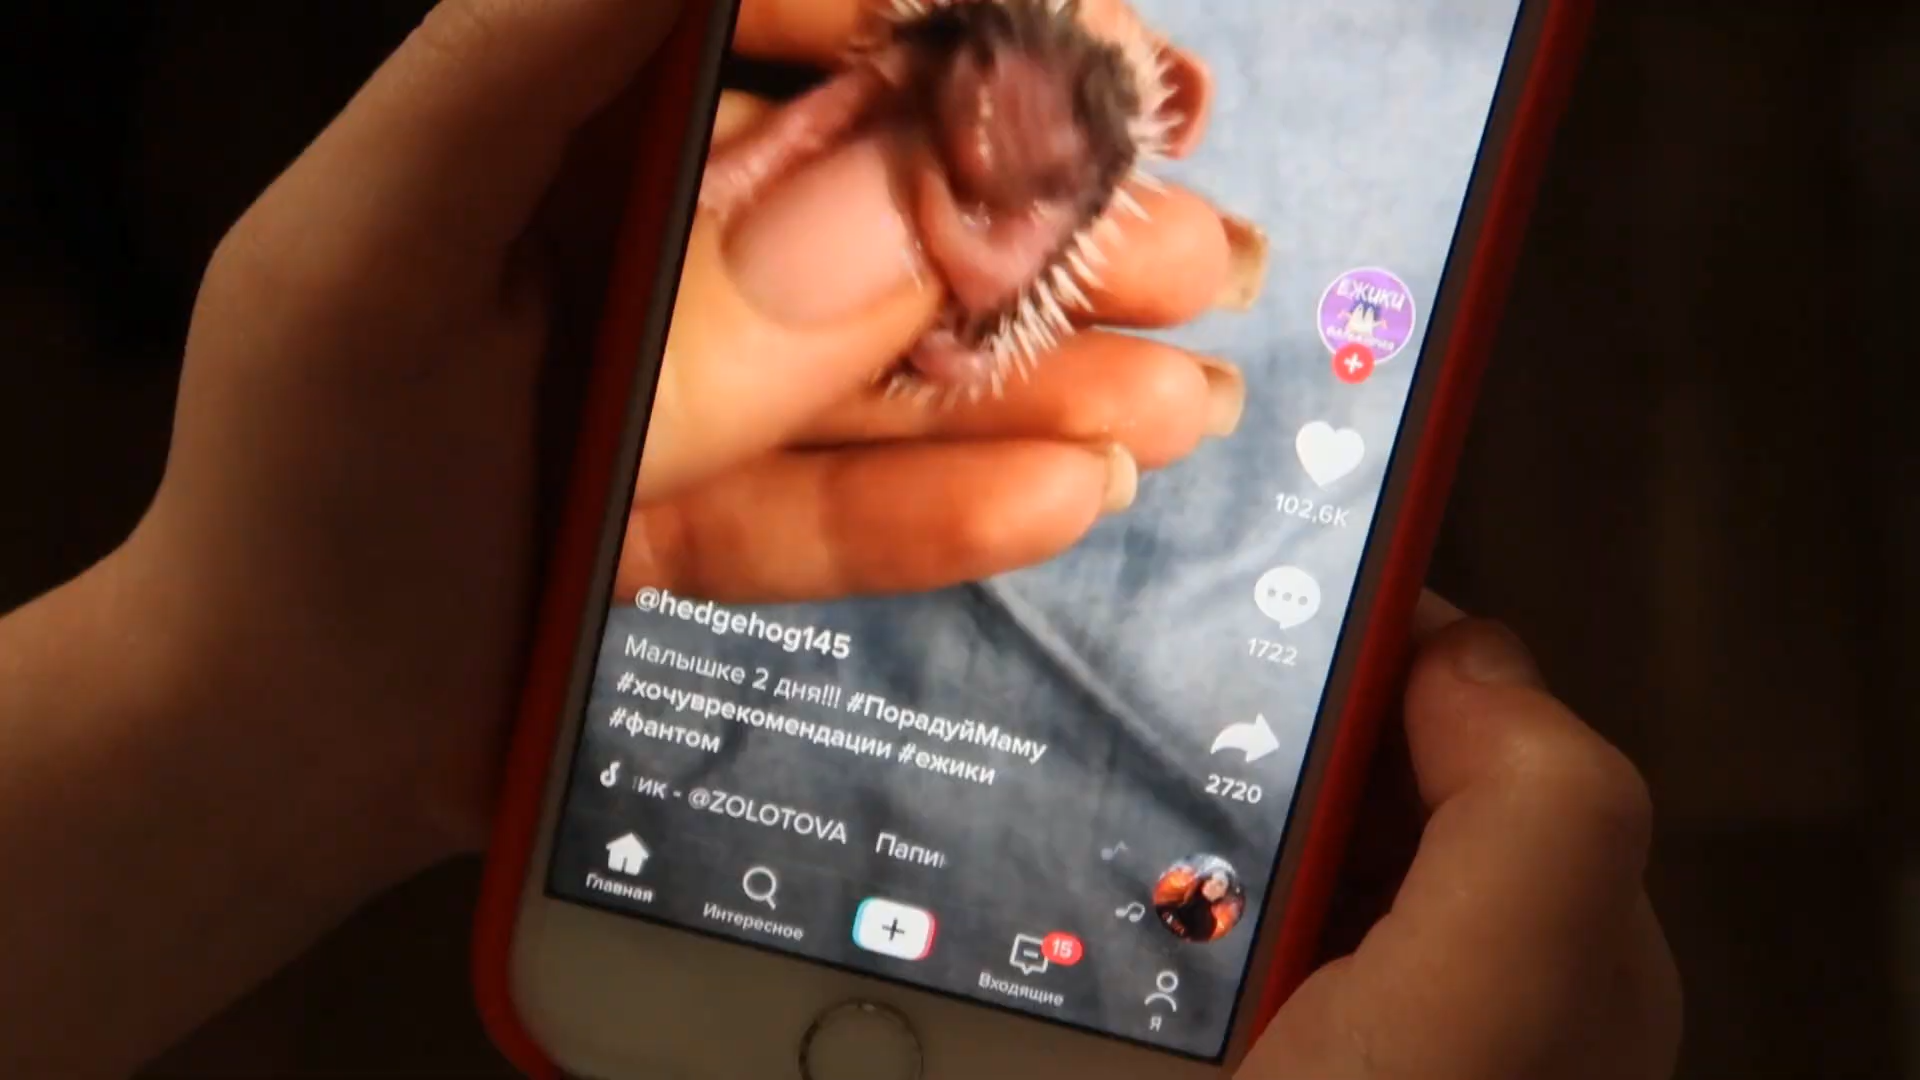 ЕЖИКИ
102,6K
1722
2720
@hedgehog145
Малышке 2 дня!!! #ПорадуйМаму
#хочуврекомендации #ежики
#фантом
ик - @ZOLOTOVA Папи
Главная
Интересное
15
Входящие
Я